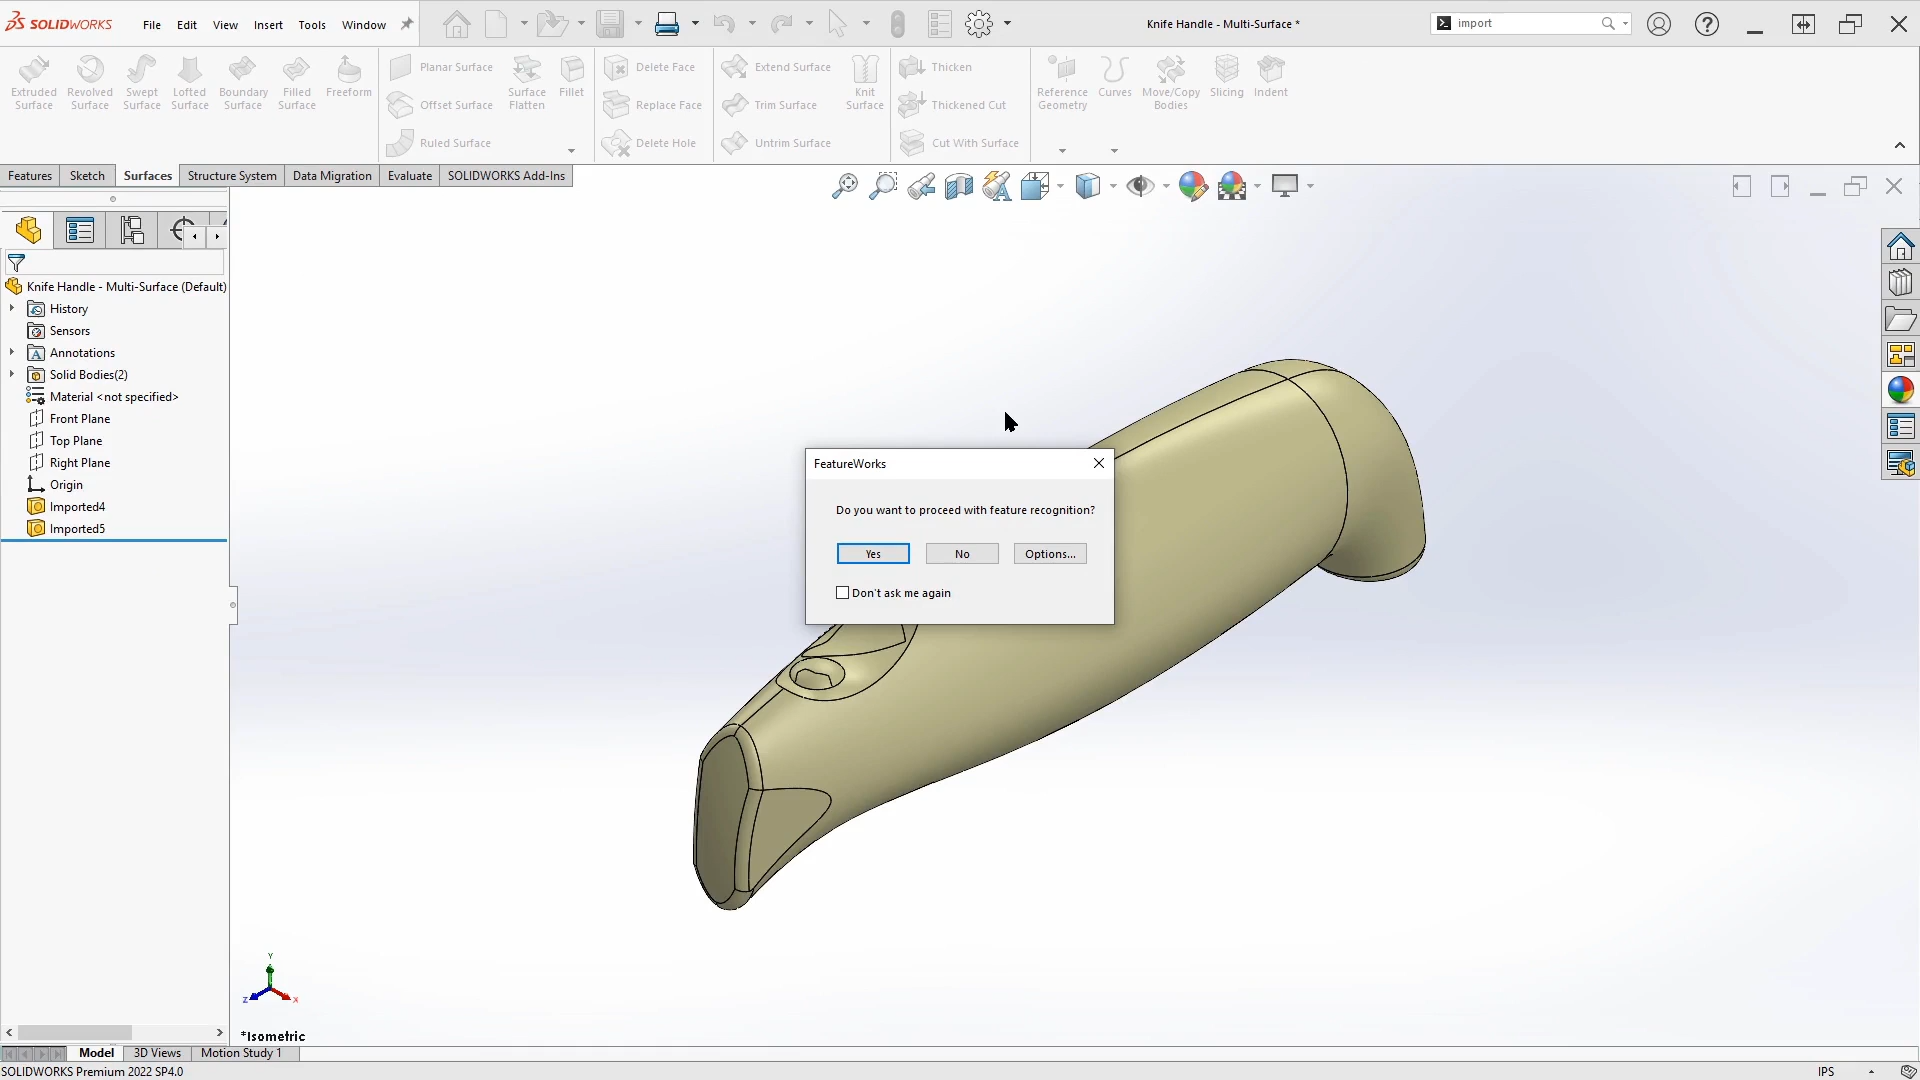 SOLIDWORKS File Edit View Insert Tools Window Knife Handle - Multi-Surface * import
Extruded Surface
Revolved Surface
Swept Surface
Lofted Surface
Boundary Surface
Filled Surface
Freeform
Planar Surface
Offset Surface
Ruled Surface
Surface Flatten
Fillet
Delete Face
Replace Face
Delete Hole
Extend Surface
Trim Surface
Untrim Surface
Knit Surface
Thicken
Thickened Cut
Cut With Surface
Reference Geometry
Curves
Move/Copy Bodies
Slicing
Indent
Features Sketch Surfaces Structure System Data Migration Evaluate SOLIDWORKS Add-Ins
Knife Handle - Multi-Surface (Default)
History
Sensors
Annotations
Solid Bodies(2)
Material <not specified>
Front Plane
Top Plane
Right Plane
Origin
Imported4
Imported5
FeatureWorks
Do you want to proceed with feature recognition?
Yes No Options...
Don't ask me again
Y
Z X
*Isometric
Model 3D Views Motion Study 1
SOLIDWORKS Premium 2022 SP4.0 IPS